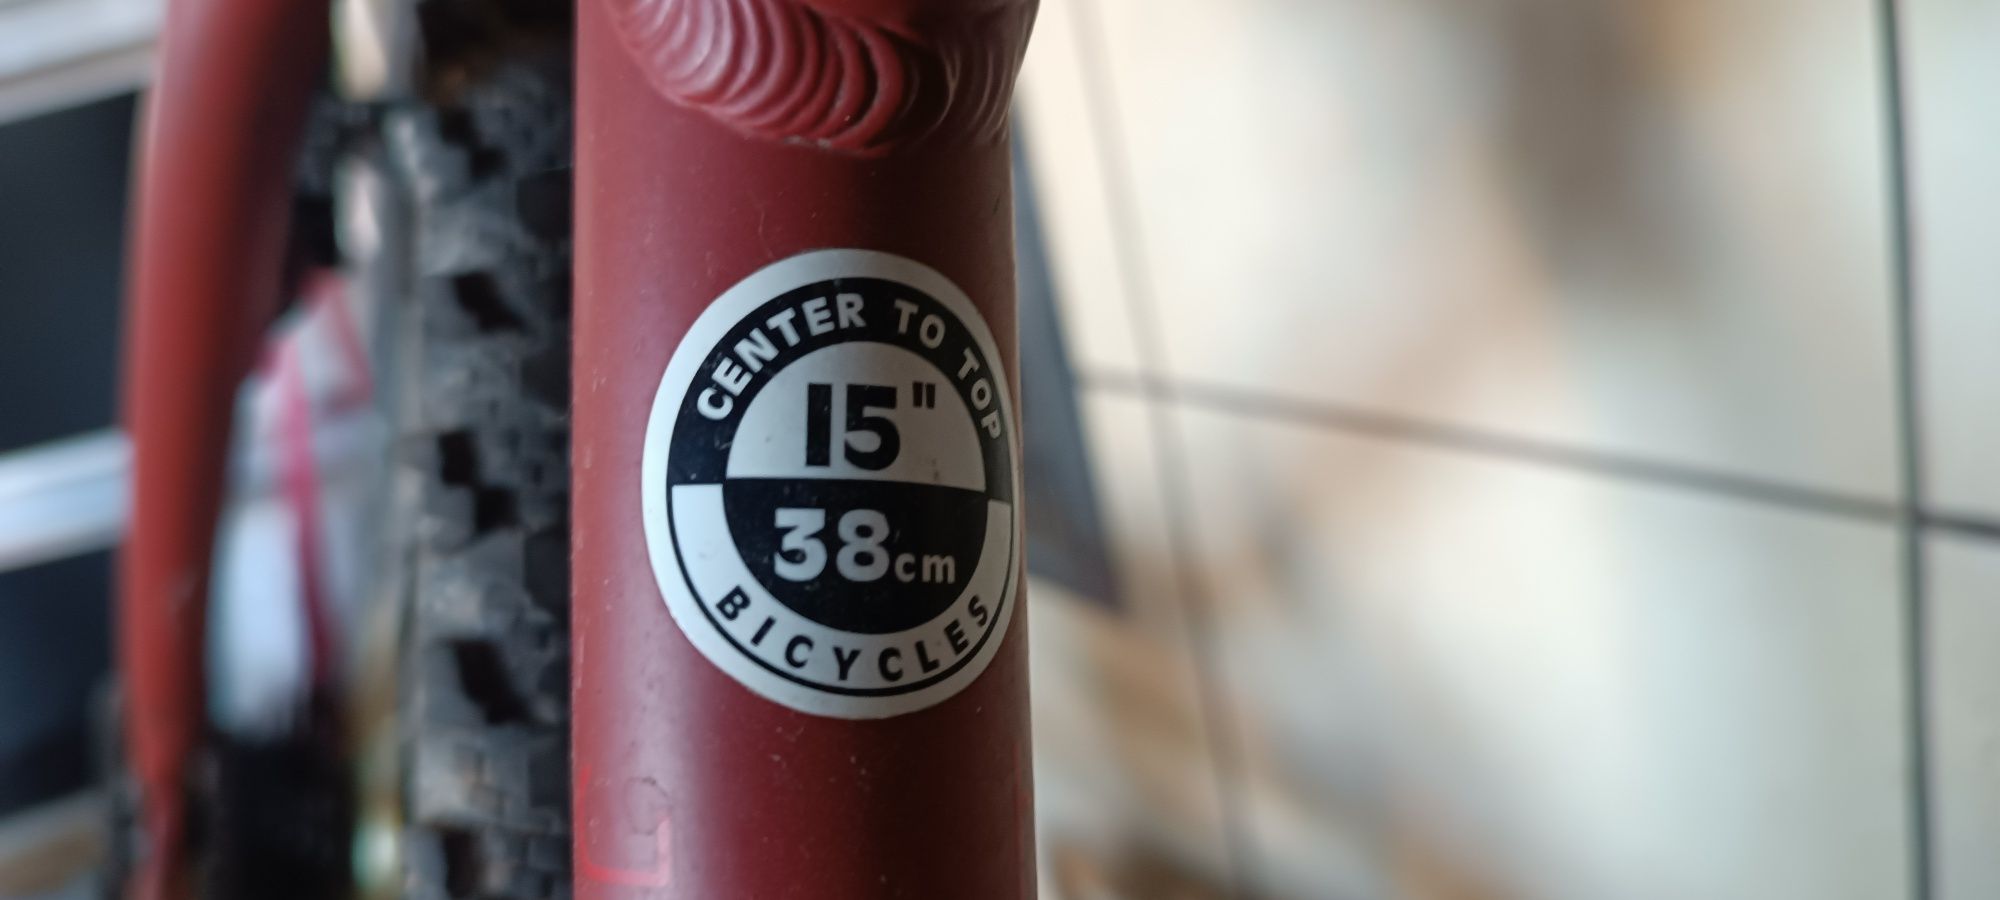 CENTER TO TOP
15"
38cm
BICYCLES